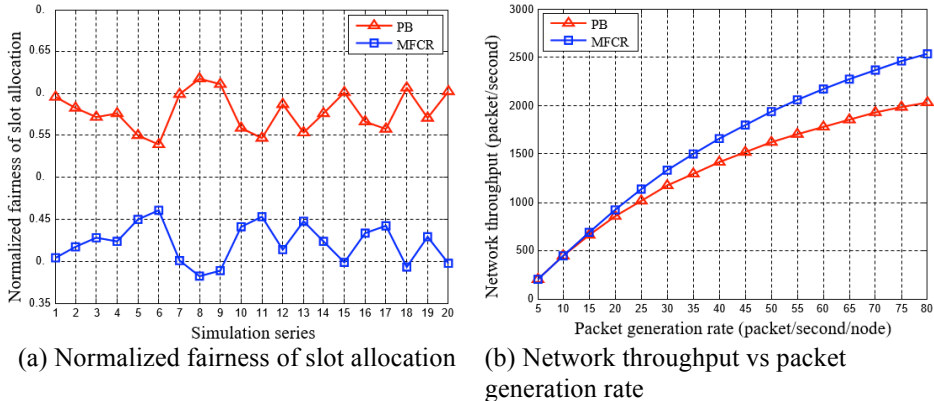 0.
0.65
0.
0.55
0.
0.45
0.
0.35
Normalized fairness of slot allocation
PB
MFCR
1 2 3 4 5 6 7 8 9 10 11 12 13 14 15 16 17 18 19 20
Simulation series
(a) Normalized fairness of slot allocation
3000
2500
2000
1500
1000
500
0
Network throughput (packet/second)
PB
MFCR
5 10 15 20 25 30 35 40 45 50 55 60 65 70 75 80
Packet generation rate (packet/second/node)
(b) Network throughput vs packet
generation rate